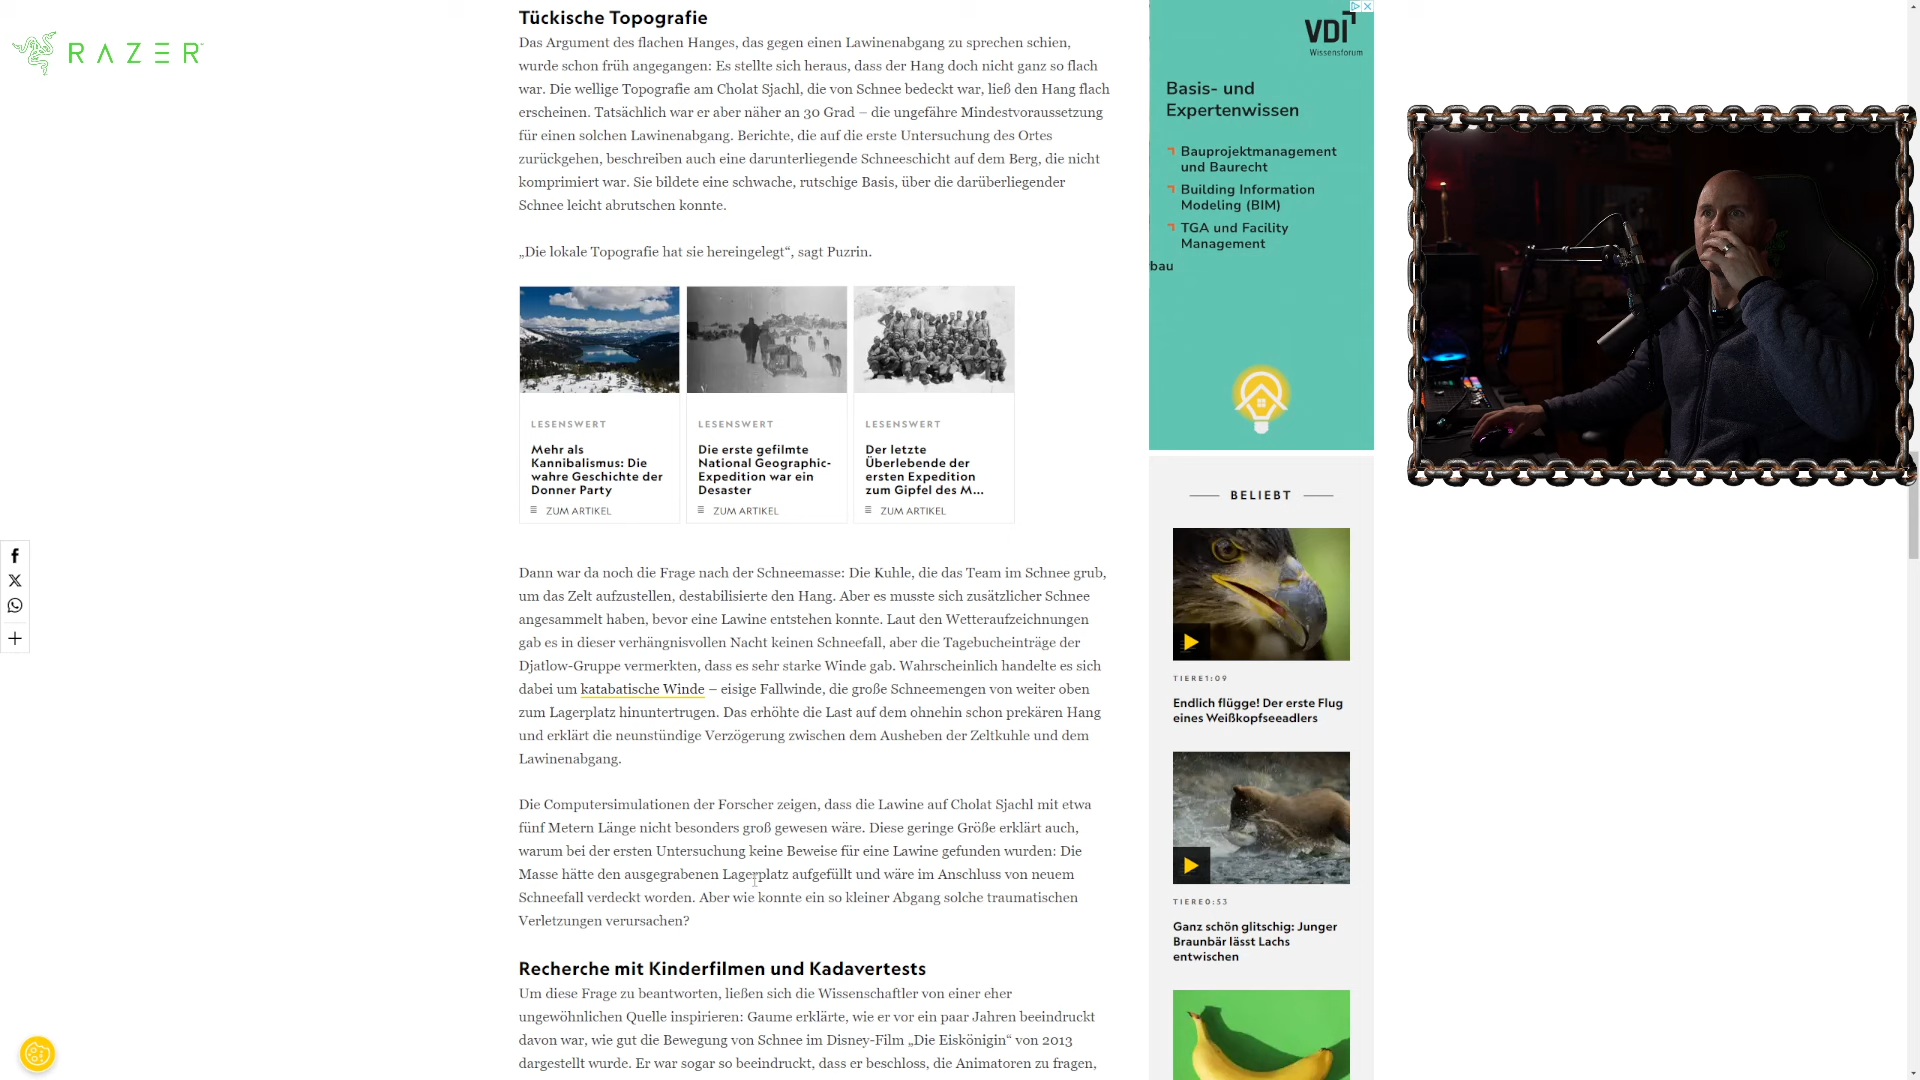 RAZER
Tückische Topografie
Das Argument des flachen Hanges, das gegen einen Lawinenabgang zu sprechen schien,
wurde schon früh angegangen: Es stellte sich heraus, dass der Hang doch nicht ganz so flach
war. Die wellige Topografie am Cholat Sjachl, die von Schnee bedeckt war, ließ den Hang flach
erscheinen. Tatsächlich war er aber näher an 30 Grad – die ungefähre Mindestvoraussetzung
für einen solchen Lawinenabgang. Berichte, die auf die erste Untersuchung des Ortes
zurückgehen, beschreiben auch eine darunterliegende Schneeschicht auf dem Berg, die nicht
komprimiert war. Sie bildete eine schwache, rutschige Basis, über die darüberliegender
Schnee leicht abrutschen konnte.
„Die lokale Topografie hat sie hereingelegt“, sagt Puzrin.
LESENSWERT
Mehr als
Kannibalismus: Die
wahre Geschichte der
Donner Party
ZUM ARTIKEL
LESENSWERT
Die erste gefilmte
National Geographic-
Expedition war ein
Desaster
ZUM ARTIKEL
LESENSWERT
Der letzte
Überlebende der
ersten Expedition
zum Gipfel des M...
ZUM ARTIKEL
Dann war da noch die Frage nach der Schneemasse: Die Kuhle, die das Team im Schnee grub,
um das Zelt aufzustellen, destabilisierte den Hang. Aber es musste sich zusätzlicher Schnee
angesammelt haben, bevor eine Lawine entstehen konnte. Laut den Wetteraufzeichnungen
gab es in dieser verhängnisvollen Nacht keinen Schneefall, aber die Tagebucheinträge der
Djatlow-Gruppe vermerkten, dass es sehr starke Winde gab. Wahrscheinlich handelte es sich
dabei um katabatische Winde – eisige Fallwinde, die große Schneemengen von weiter oben
zum Lagerplatz hinuntertrugen. Das erhöhte die Last auf dem ohnehin schon prekären Hang
und erklärt die neunstündige Verzögerung zwischen dem Ausheben der Zeltkuhle und dem
Lawinenabgang.
Die Computersimulationen der Forscher zeigen, dass die Lawine auf Cholat Sjachl mit etwa
fünf Metern Länge nicht besonders groß gewesen wäre. Diese geringe Größe erklärt auch,
warum bei der ersten Untersuchung keine Beweise für eine Lawine gefunden wurden: Die
Masse hätte den ausgegrabenen Lagerplatz aufgefüllt und wäre im Anschluss von neuem
Schneefall verdeckt worden. Aber wie konnte ein so kleiner Abgang solche traumatischen
Verletzungen verursachen?
Recherche mit Kinderfilmen und Kadavertests
Um diese Frage zu beantworten, ließen sich die Wissenschaftler von einer eher
ungewöhnlichen Quelle inspirieren: Gaume erklärte, wie er vor ein paar Jahren beeindruckt
davon war, wie gut die Bewegung von Schnee im Disney-Film „Die Eiskönigin“ von 2013
dargestellt wurde. Er war sogar so beeindruckt, dass er beschloss, die Animatoren zu fragen,
VDI
Wissensforum
Basis- und
Expertenwissen
Bauprojektmanagement
und Baurecht
Building Information
Modeling (BIM)
TGA und Facility
Management
bau
BELIEBT
TIERE1:09
Endlich flügge! Der erste Flug
eines Weißkopfseeadlers
TIERE0:53
Ganz schön glitschig: Junger
Braunbär lässt Lachs
entwischen